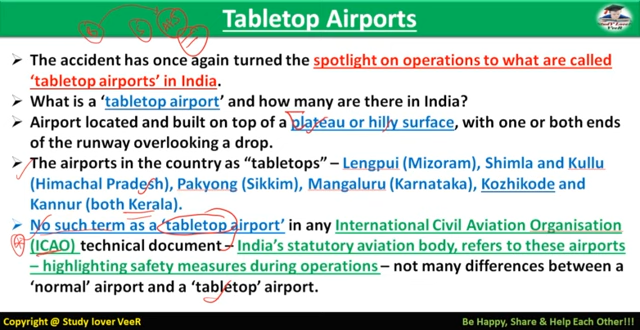 Study Lover VeeR
Tabletop Airports
• The accident has once again turned the spotlight on operations to what are called
'tabletop airports' in India.
• What is a 'tabletop airport' and how many are there in India?
• Airport located and built on top of a plateau or hilly surface, with one or both ends
of the runway overlooking a drop.
• The airports in the country as "tabletops" – Lengpui (Mizoram), Shimla and Kullu
(Himachal Pradesh), Pakyong (Sikkim), Mangaluru (Karnataka), Kozhikode and
Kannur (both Kerala).
• No such term as a 'tabletop airport' in any International Civil Aviation Organisation
(ICAO) technical document – India's statutory aviation body, refers to these airports
– highlighting safety measures during operations – not many differences between a
'normal' airport and a 'tabletop' airport.
Copyright @ Study lover VeeR
Be Happy, Share & Help Each Other!!!